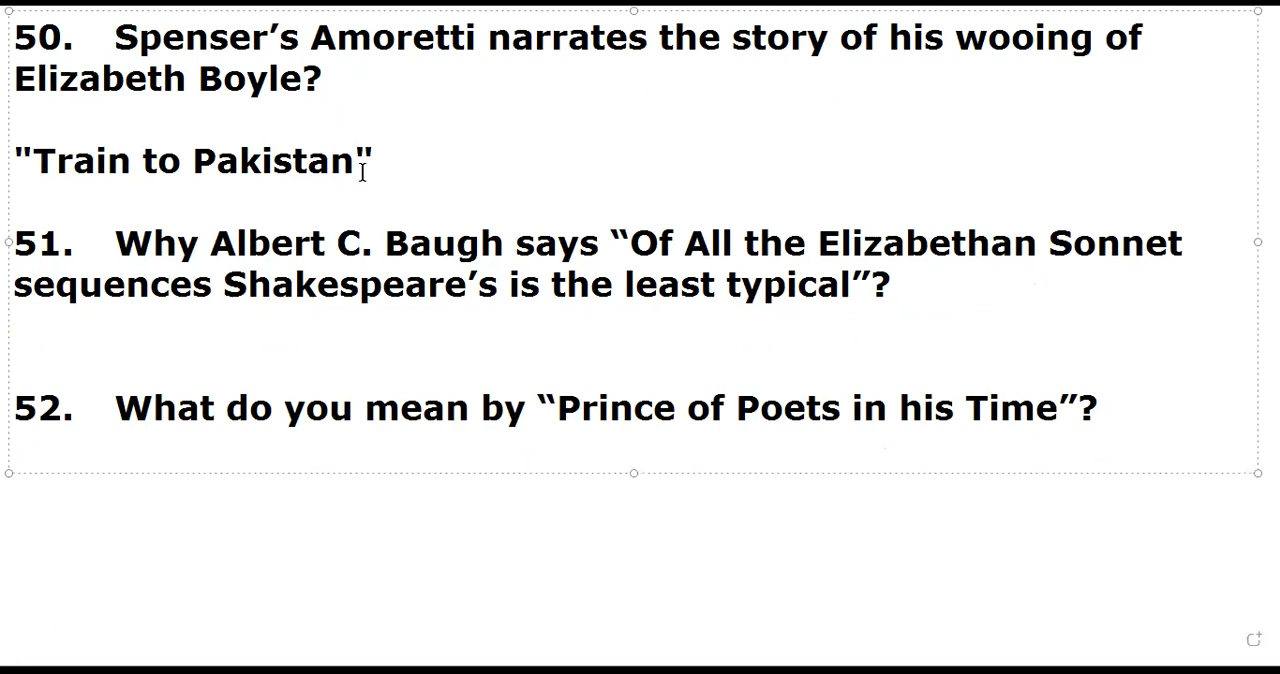 50. Spenser’s Amoretti narrates the story of his wooing of
Elizabeth Boyle?
"Train to Pakistan"
51. Why Albert C. Baugh says “Of All the Elizabethan Sonnet
sequences Shakespeare’s is the least typical”?
52. What do you mean by “Prince of Poets in his Time”?